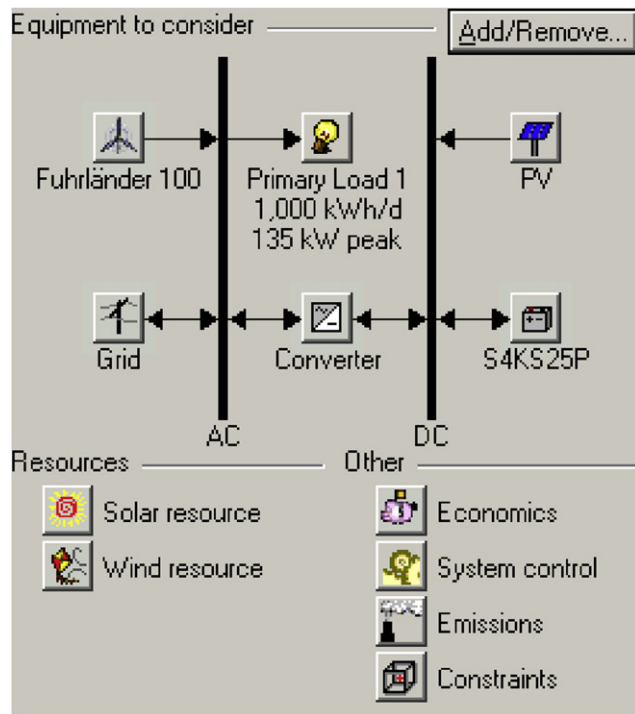 Equipment to consider
Add/Remove...
Fuhrländer 100
Primary Load 1
1,000 kWh/d
135 kW peak
PV
Grid
Converter
S4KS25P
AC
DC
Resources
Other
Solar resource
Economics
Wind resource
System control
Emissions
Constraints